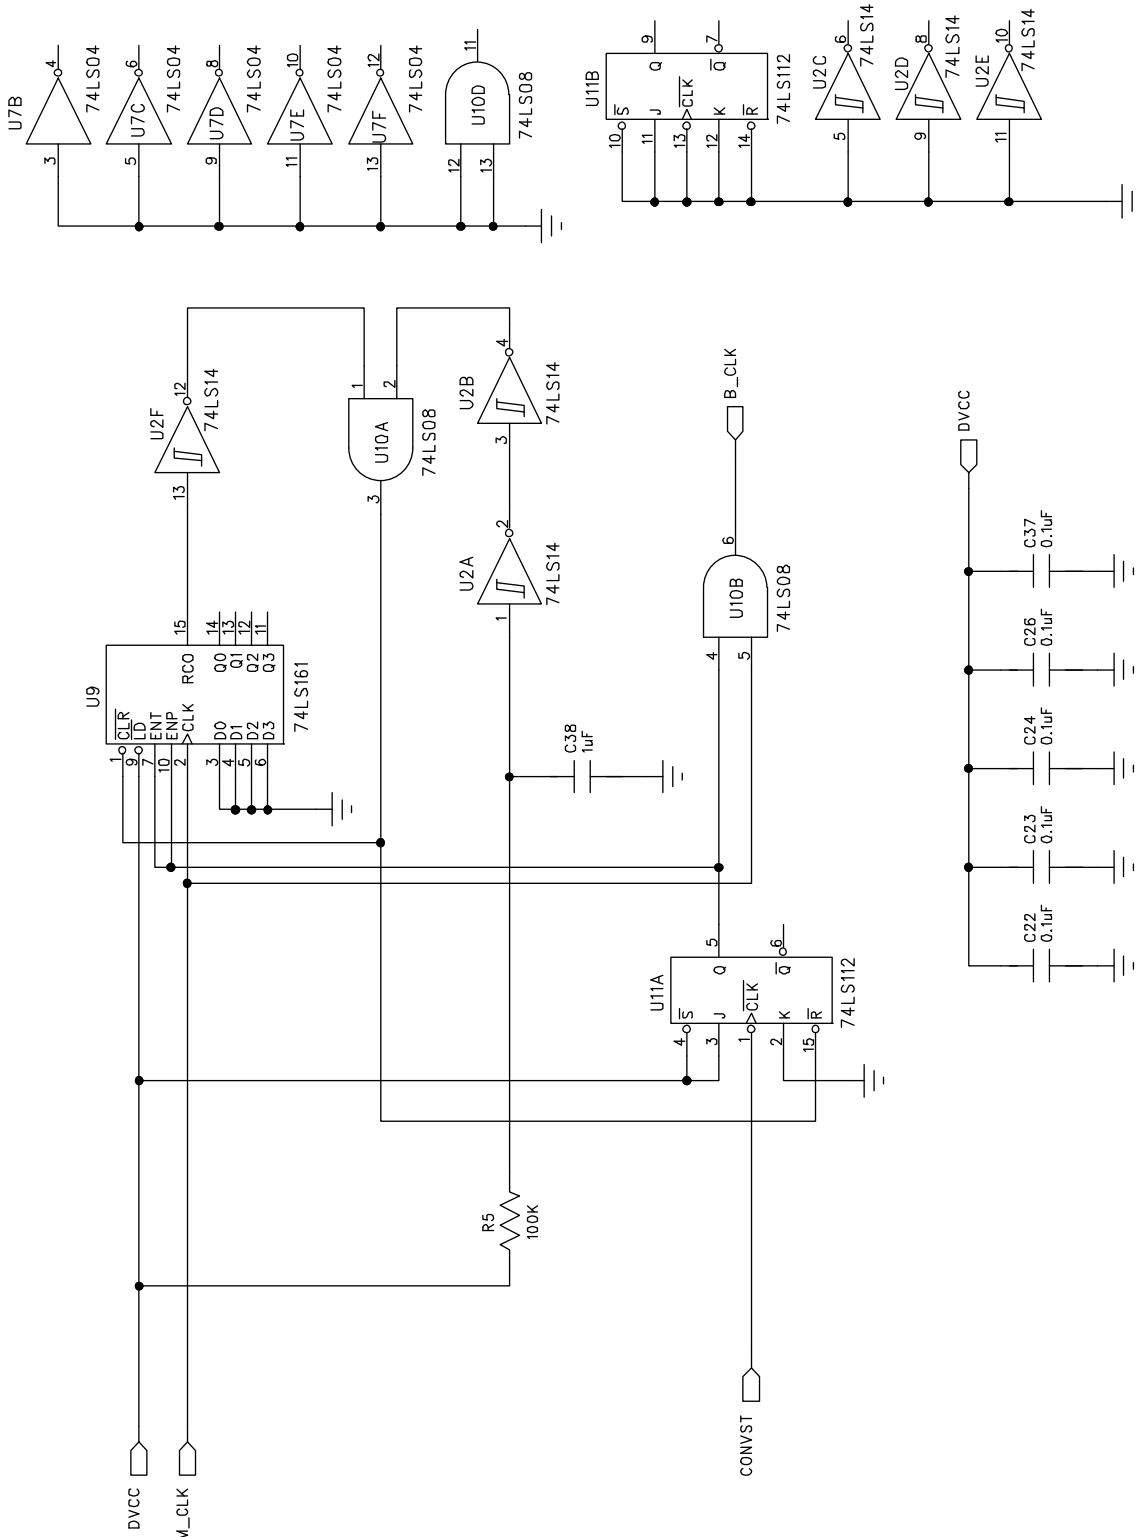 U7B
4
3
74LS04
U7C
6
5
74LS04
U7D
8
9
74LS04
U7E
10
11
74LS04
U7F
12
13
74LS04
U10D
11
12
13
74LS08
U11B
9
7
Q
Q
S
J
CLK
K
R
10
11
13
12
14
74LS112
U2C
6
5
74LS14
U2D
8
9
74LS14
U2E
10
11
74LS14
U2F
12
13
74LS14
1
2
U10A
3
74LS08
U2B
4
3
74LS14
U2A
2
1
74LS14
U9
CLR
LD
ENT
ENP
CLK
D0
D1
D2
D3
RCO
Q0
Q1
Q2
Q3
1
9
7
10
2
3
4
5
6
15
14
13
12
11
74LS161
C38
1uF
B_CLK
6
U10B
4
5
74LS08
U11A
5
6
Q
Q
S
J
CLK
K
R
4
3
1
2
15
74LS112
R5
100K
DVCC
M_CLK
CONVST
DVCC
C37
0.1uF
C26
0.1uF
C24
0.1uF
C23
0.1uF
C22
0.1uF